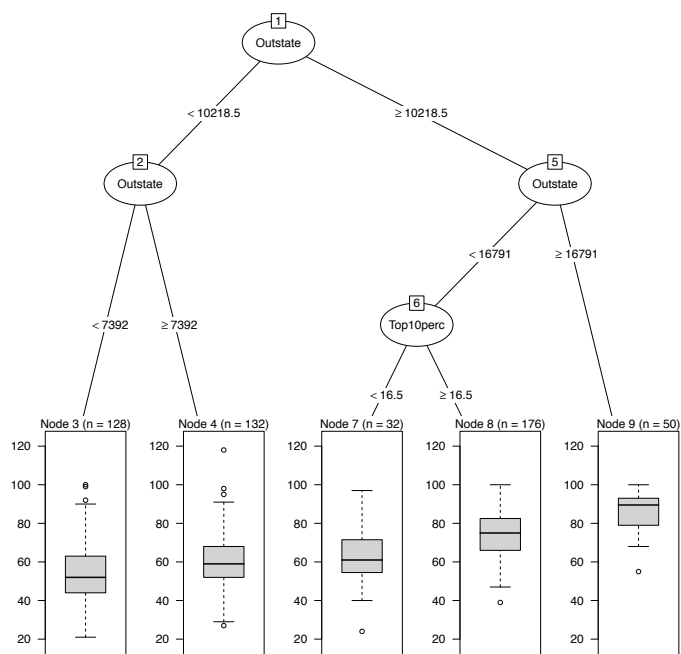 1
Outstate
< 10218.5 ≥ 10218.5
2 5
Outstate Outstate
< 16791 ≥ 16791
6
< 7392 ≥ 7392 Top10perc
< 16.5 ≥ 16.5
Node 3 (n = 128) Node 4 (n = 132) Node 7 (n = 32) Node 8 (n = 176) Node 9 (n = 50)
120 120 120 120 120
100 100 100 100 100
80 80 80 80 80
60 60 60 60 60
40 40 40 40 40
20 20 20 20 20